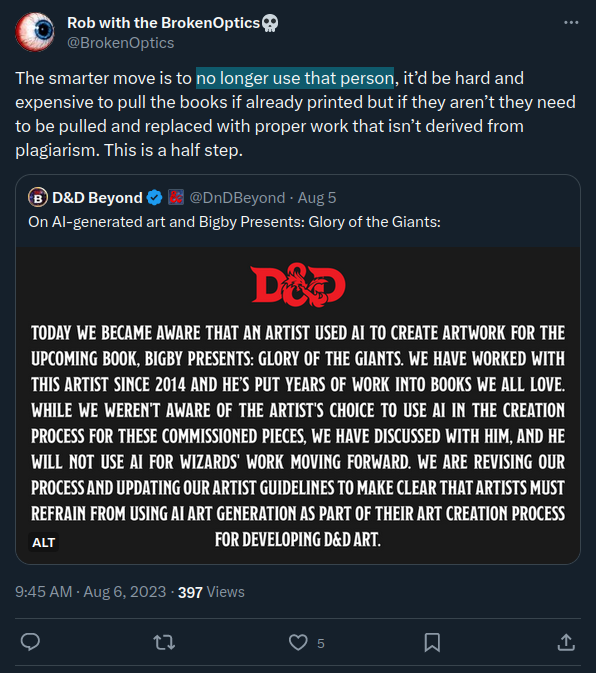 Rob with the BrokenOptics💀
@BrokenOptics
The smarter move is to no longer use that person, it’d be hard and
expensive to pull the books if already printed but if they aren’t they need
to be pulled and replaced with proper work that isn’t derived from
plagiarism. This is a half step.
D&D Beyond @DnDBeyond · Aug 5
On AI-generated art and Bigby Presents: Glory of the Giants:
D&D
TODAY WE BECAME AWARE THAT AN ARTIST USED AI TO CREATE ARTWORK FOR THE
UPCOMING BOOK, BIGBY PRESENTS: GLORY OF THE GIANTS. WE HAVE WORKED WITH
THIS ARTIST SINCE 2014 AND HE'S PUT YEARS OF WORK INTO BOOKS WE ALL LOVE.
WHILE WE WEREN'T AWARE OF THE ARTIST'S CHOICE TO USE AI IN THE CREATION
PROCESS FOR THESE COMMISSIONED PIECES, WE HAVE DISCUSSED WITH HIM, AND HE
WILL NOT USE AI FOR WIZARDS' WORK MOVING FORWARD. WE ARE REVISING OUR
PROCESS AND UPDATING OUR ARTIST GUIDELINES TO MAKE CLEAR THAT ARTISTS MUST
REFRAIN FROM USING AI ART GENERATION AS PART OF THEIR ART CREATION PROCESS
FOR DEVELOPING D&D ART.
ALT
9:45 AM · Aug 6, 2023 · 397 Views
5